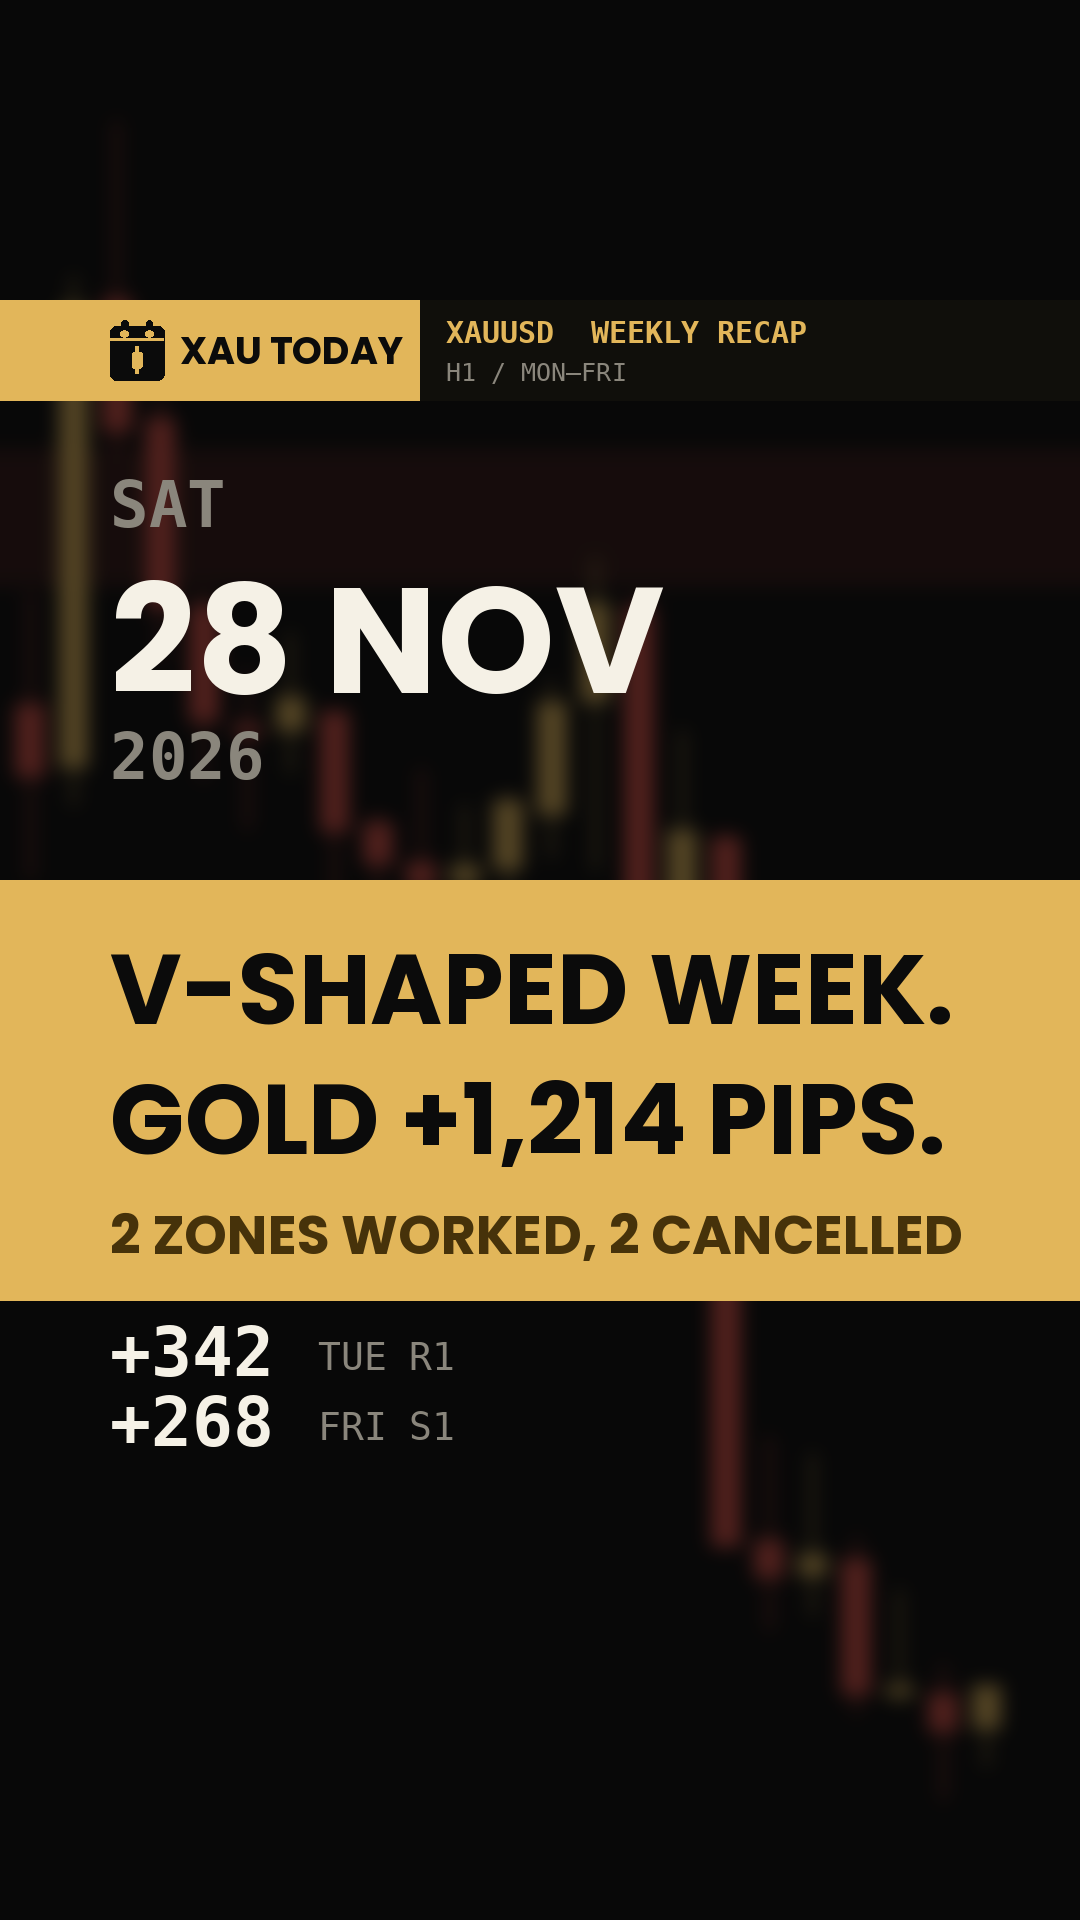 XAU TODAY
XAUUSD WEEKLY RECAP
H1 / MON–FRI
SAT
28 NOV
2026
V-SHAPED WEEK.
GOLD +1,214 PIPS.
2 ZONES WORKED, 2 CANCELLED
+342 TUE R1
+268 FRI S1